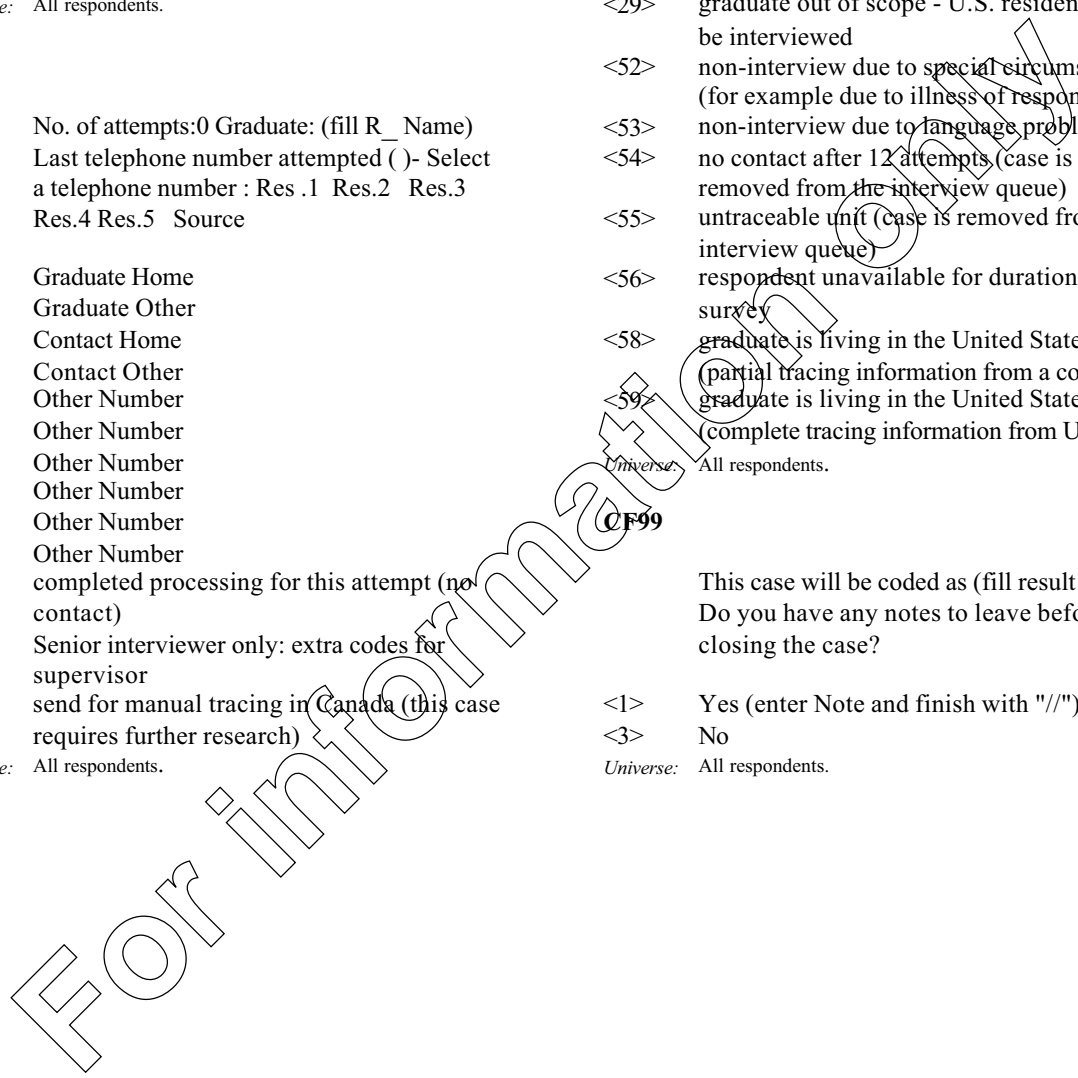 e: All respondents.
No. of attempts:0 Graduate: (fill R_ Name)
Last telephone number attempted ( )- Select
a telephone number : Res .1 Res.2 Res.3
Res.4 Res.5 Source
Graduate Home
Graduate Other
Contact Home
Contact Other
Other Number
Other Number
Other Number
Other Number
Other Number
Other Number
completed processing for this attempt (no
contact)
Senior interviewer only: extra codes for
supervisor
send for manual tracing in Canada (this case
requires further research)
e: All respondents.
<29> graduate out of scope - U.S. residen
be interviewed
<52> non-interview due to special circums
(for example due to illness of respon
<53> non-interview due to language probl
<54> no contact after 12 attempts (case is
removed from the interview queue)
<55> untraceable unit (case is removed fro
interview queue)
<56> respondent unavailable for duration
survey
<58> graduate is living in the United State
(partial tracing information from a co
<59> graduate is living in the United State
(complete tracing information from U
Universe: All respondents.
CF99
This case will be coded as (fill result
Do you have any notes to leave befo
closing the case?
<1> Yes (enter Note and finish with "//")
<3> No
Universe: All respondents.
For information only